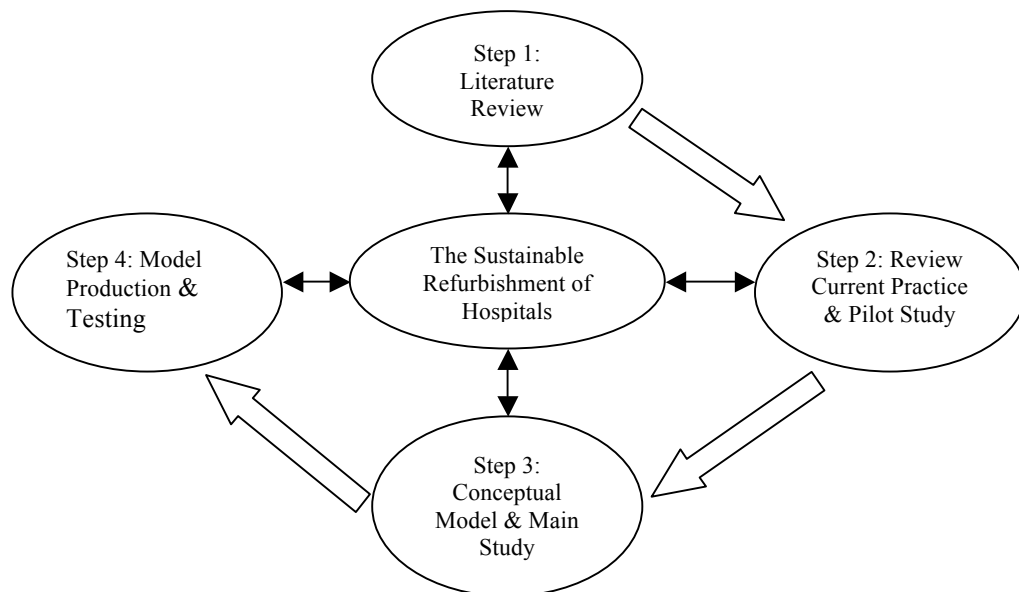 Step 1:
Literature
Review
Step 4: Model
Production &
Testing
The Sustainable
Refurbishment of
Hospitals
Step 2: Review
Current Practice
& Pilot Study
Step 3:
Conceptual
Model & Main
Study